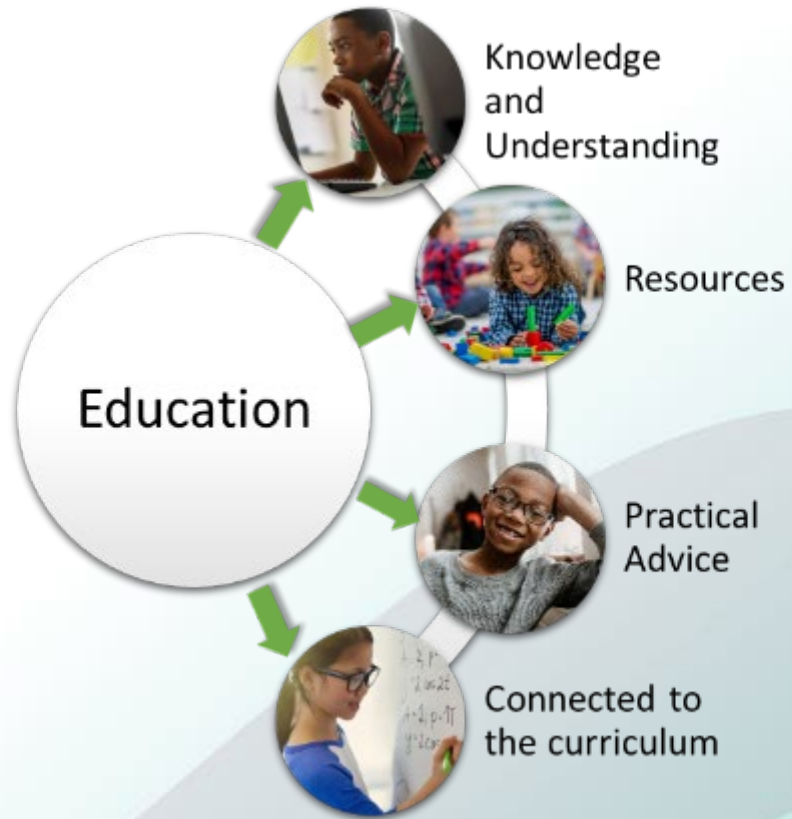 Knowledge
and
Understanding
Resources
Education
Practical
Advice
Connected to
the curriculum